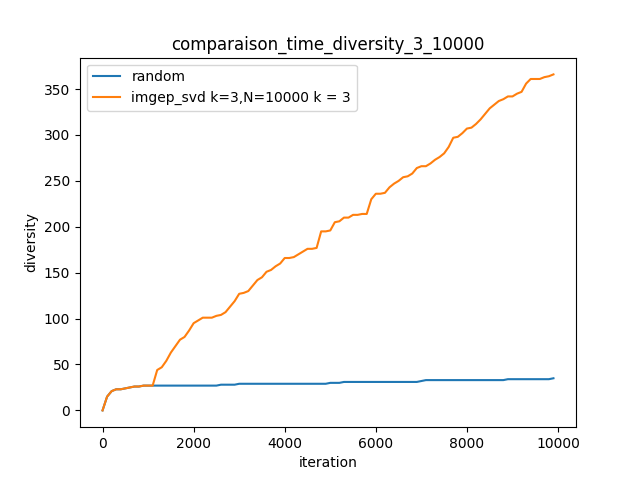 comparaison_time_diversity_3_10000
random
imgep_svd k=3,N=10000 k = 3
diversity
350
300
250
200
150
100
50
0
0 2000 4000 6000 8000 10000
iteration